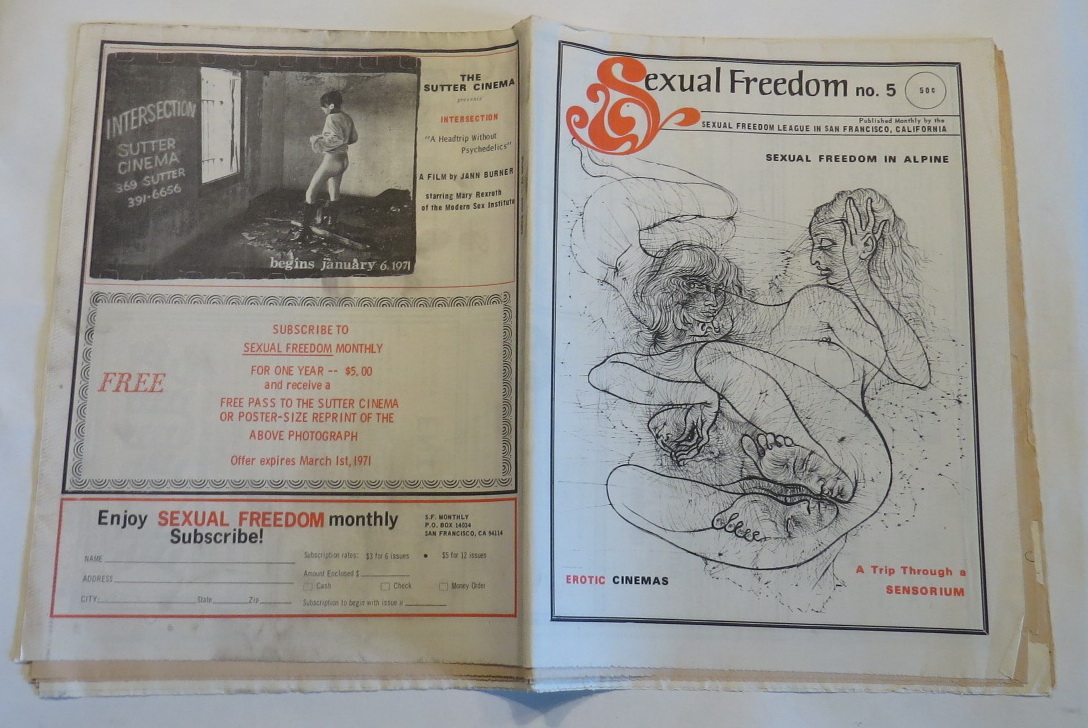 INTERSECTION
SUTTER
CINEMA
369 SUTTER
391-6656
begins january 6, 1971
THE
SUTTER CINEMA
presents
INTERSECTION
"A Headtrip Without
Psychedelics"
A FILM by JANN BURNER
starring Mary Rexroth
of the Modern Sex Institute
FREE
SUBSCRIBE TO
SEXUAL FREEDOM MONTHLY
FOR ONE YEAR -- $5.00
and receive a
FREE PASS TO THE SUTTER CINEMA
OR POSTER-SIZE REPRINT OF THE
ABOVE PHOTOGRAPH
Offer expires March 1st, 1971
Enjoy SEXUAL FREEDOM monthly
Subscribe!
S.F. MONTHLY
P.O. BOX 14034
SAN FRANCISCO, CA 94114
NAME
ADDRESS
CITY: State Zip
Subscription rates: $3 for 6 issues • $5 for 12 issues
Amount Enclosed $
Cash Check Money Order
Subscription to begin with issue #
Sexual Freedom no. 5 50¢
Published Monthly by the
SEXUAL FREEDOM LEAGUE IN SAN FRANCISCO, CALIFORNIA
SEXUAL FREEDOM IN ALPINE
EROTIC CINEMAS
A Trip Through a
SENSORIUM